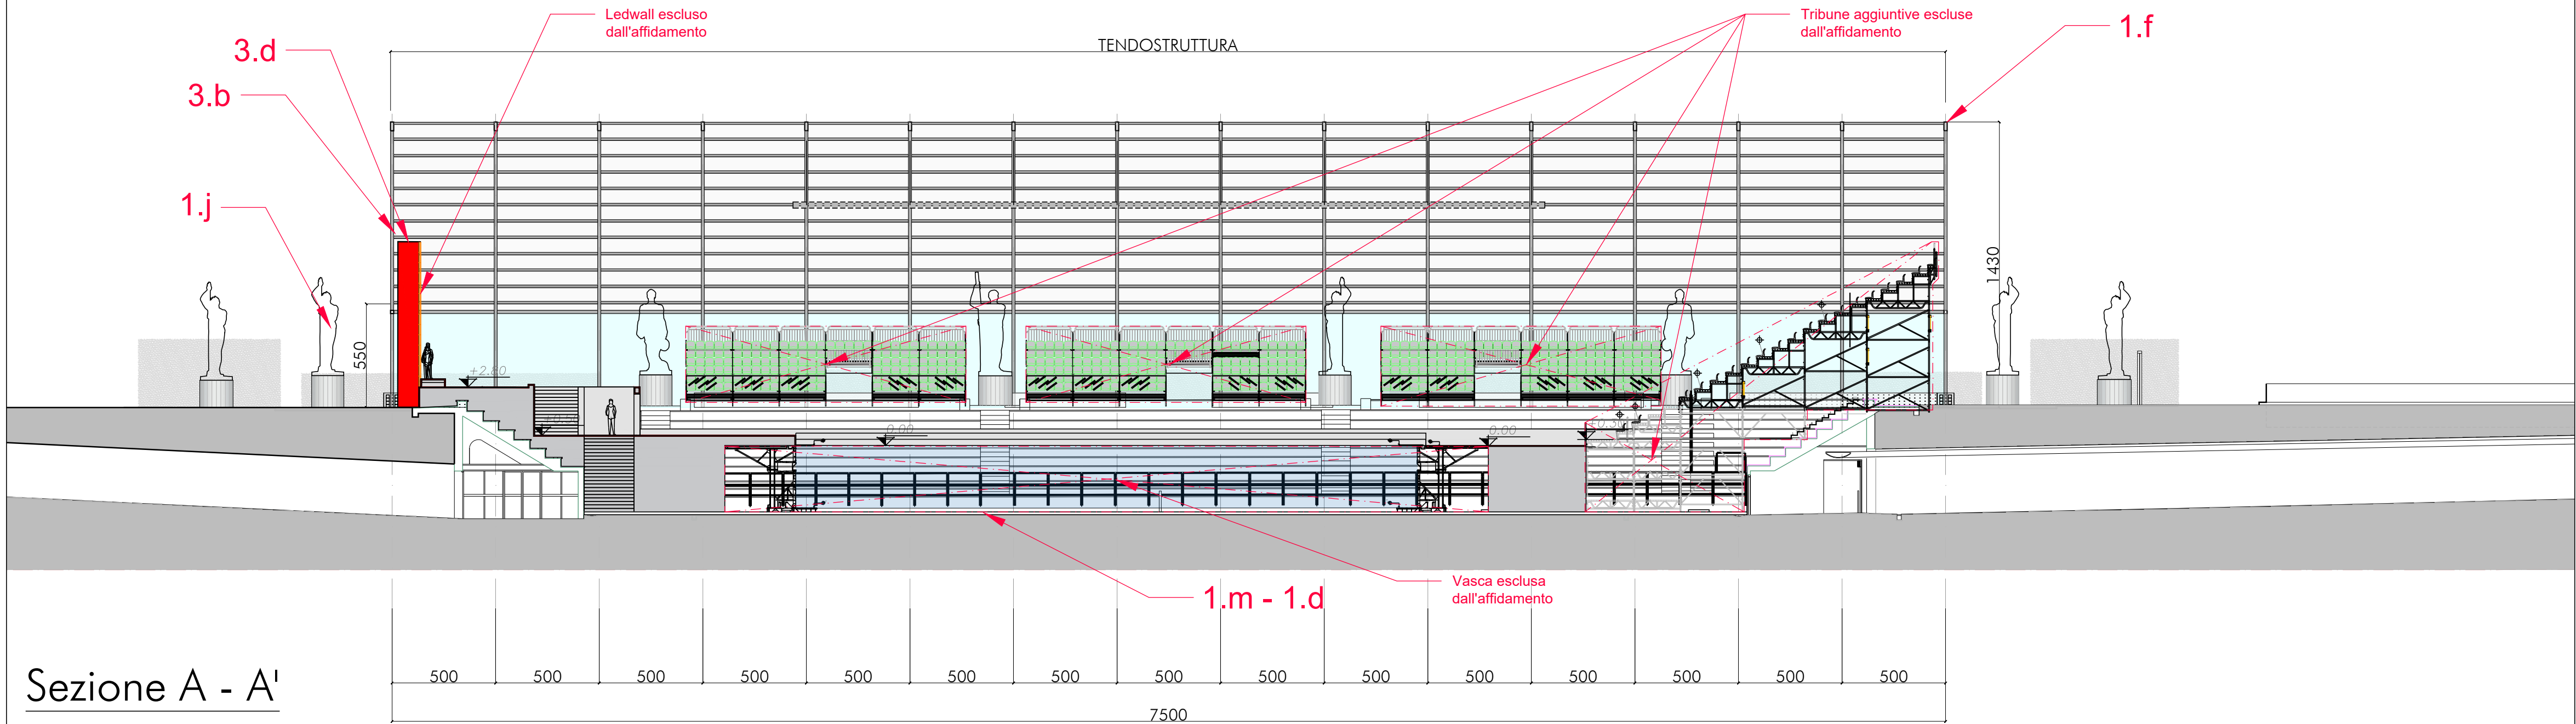 Ledwall escluso
dall'affidamento
Tribune aggiuntive escluse
dall'affidamento
1.f
3.d
TENDOSTRUTTURA
3.b
1.j
1430
550
+2.80
0.00
0.00
+0.50
Vasca esclusa
dall'affidamento
1.m - 1.d
500 500 500 500 500 500 500 500 500 500 500 500 500 500 500
Sezione A - A'
7500